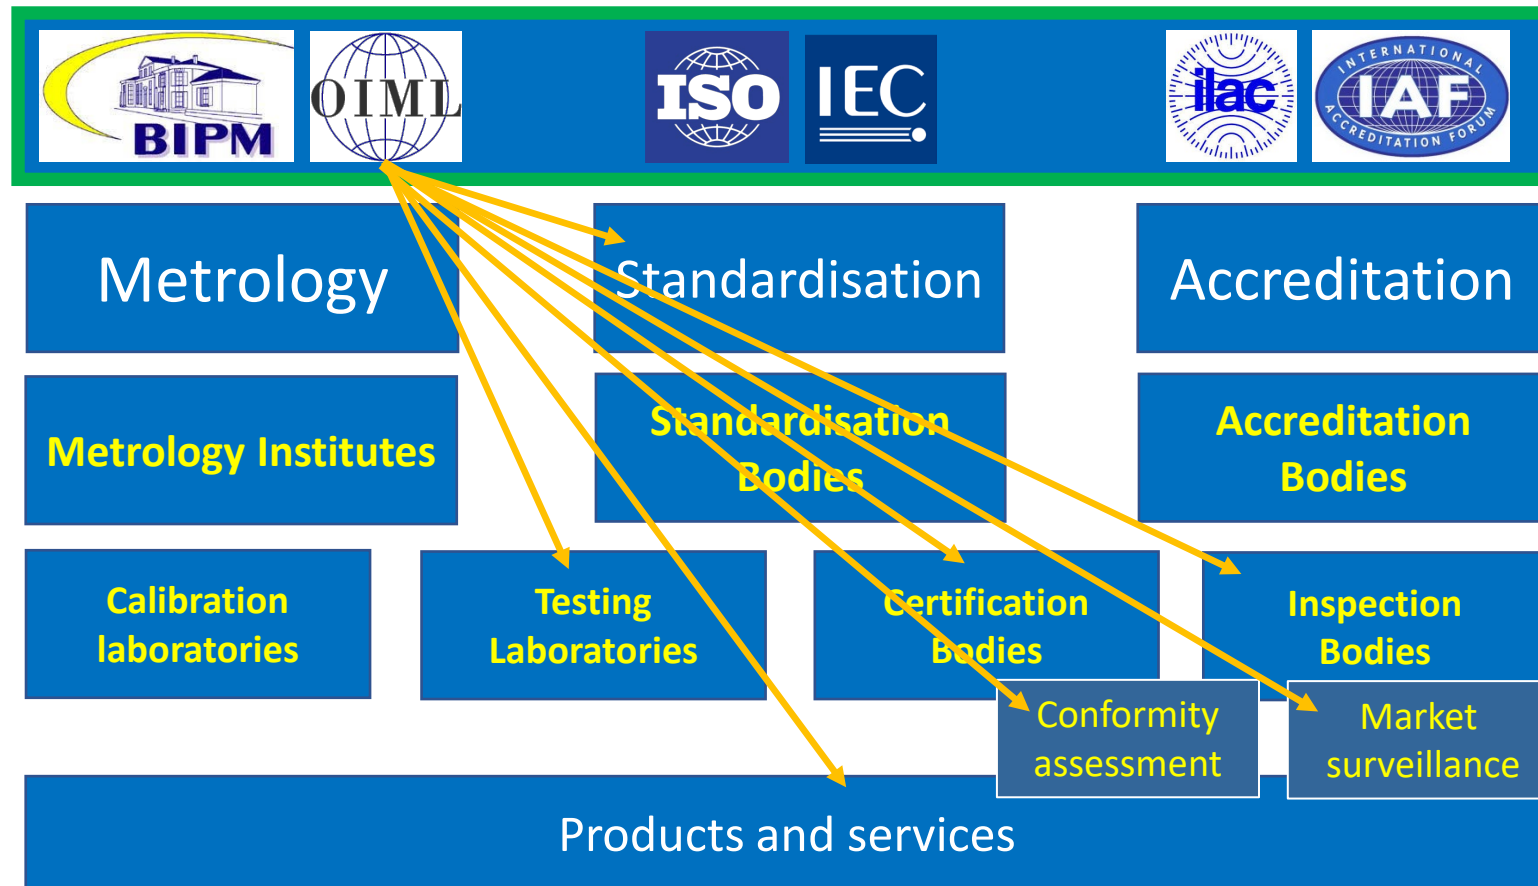 BIPM
OIML
ISO
IEC
ilac
INTERNATIONAL
IAF
ACCREDITATION FORUM
Metrology
Standardisation
Accreditation
Metrology Institutes
Standardisation
Bodies
Accreditation
Bodies
Calibration
laboratories
Testing
Laboratories
Certification
Bodies
Inspection
Bodies
Conformity
assessment
Market
surveillance
Products and services